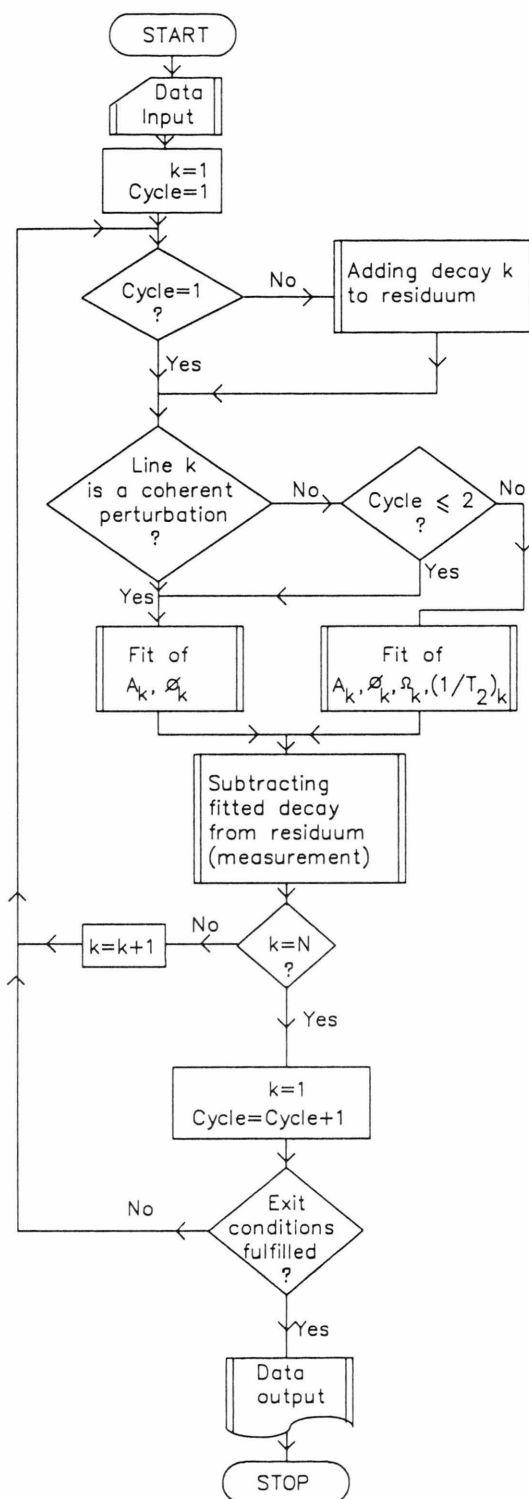 START
Data
Input
k=1
Cycle=1
Cycle=1
?
No
Adding decay k
to residuum
Yes
Line k
is a coherent
perturbation
?
No
Cycle ⩽ 2
?
No
Yes
Yes
Fit of
A_k, ø_k
Fit of
A_k, ø_k, Ω_k, (1/T_2)_k
Subtracting
fitted decay
from residuum
(measurement)
k=N
?
No
k=k+1
Yes
k=1
Cycle=Cycle+1
Exit
conditions
fulfilled
?
No
Yes
Data
output
STOP